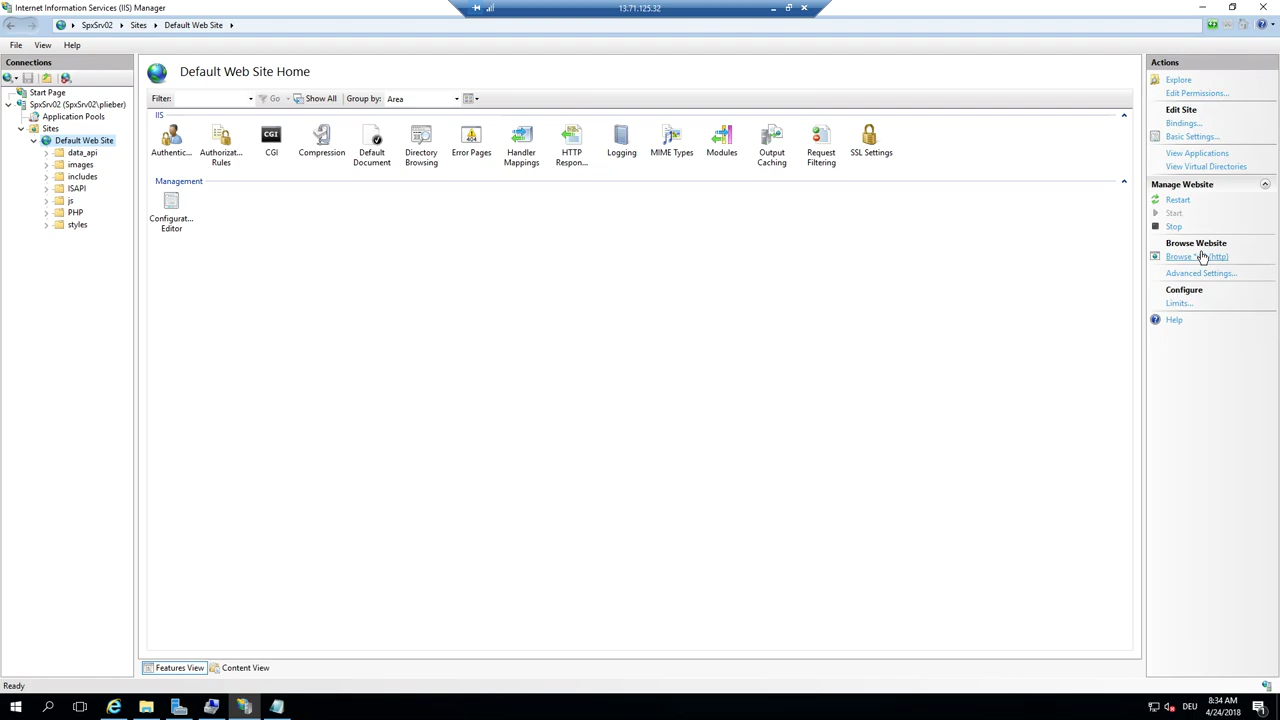 Internet Information Services (IIS) Manager
13.71.125.32
SpxSrv02 Sites Default Web Site
File View Help
Connections
Start Page
SpxSrv02 (SpxSrv02\plieber)
Application Pools
Sites
Default Web Site
data_api
images
includes
ISAPI
js
PHP
styles
Default Web Site Home
Filter: Go Show All Group by: Area
IIS
Authentic...
Authorizat... Rules
CGI
Compression
Default Document
Directory Browsing
Error Pages
Handler Mappings
HTTP Respon...
Logging
MIME Types
Modules
Output Caching
Request Filtering
SSL Settings
Management
Configurat... Editor
Features View Content View
Actions
Explore
Edit Permissions...
Edit Site
Bindings...
Basic Settings...
View Applications
View Virtual Directories
Manage Website
Restart
Start
Stop
Browse Website
Browse (http)
Advanced Settings...
Configure
Limits...
Help
Ready
DEU
8:34 AM
4/24/2018
1